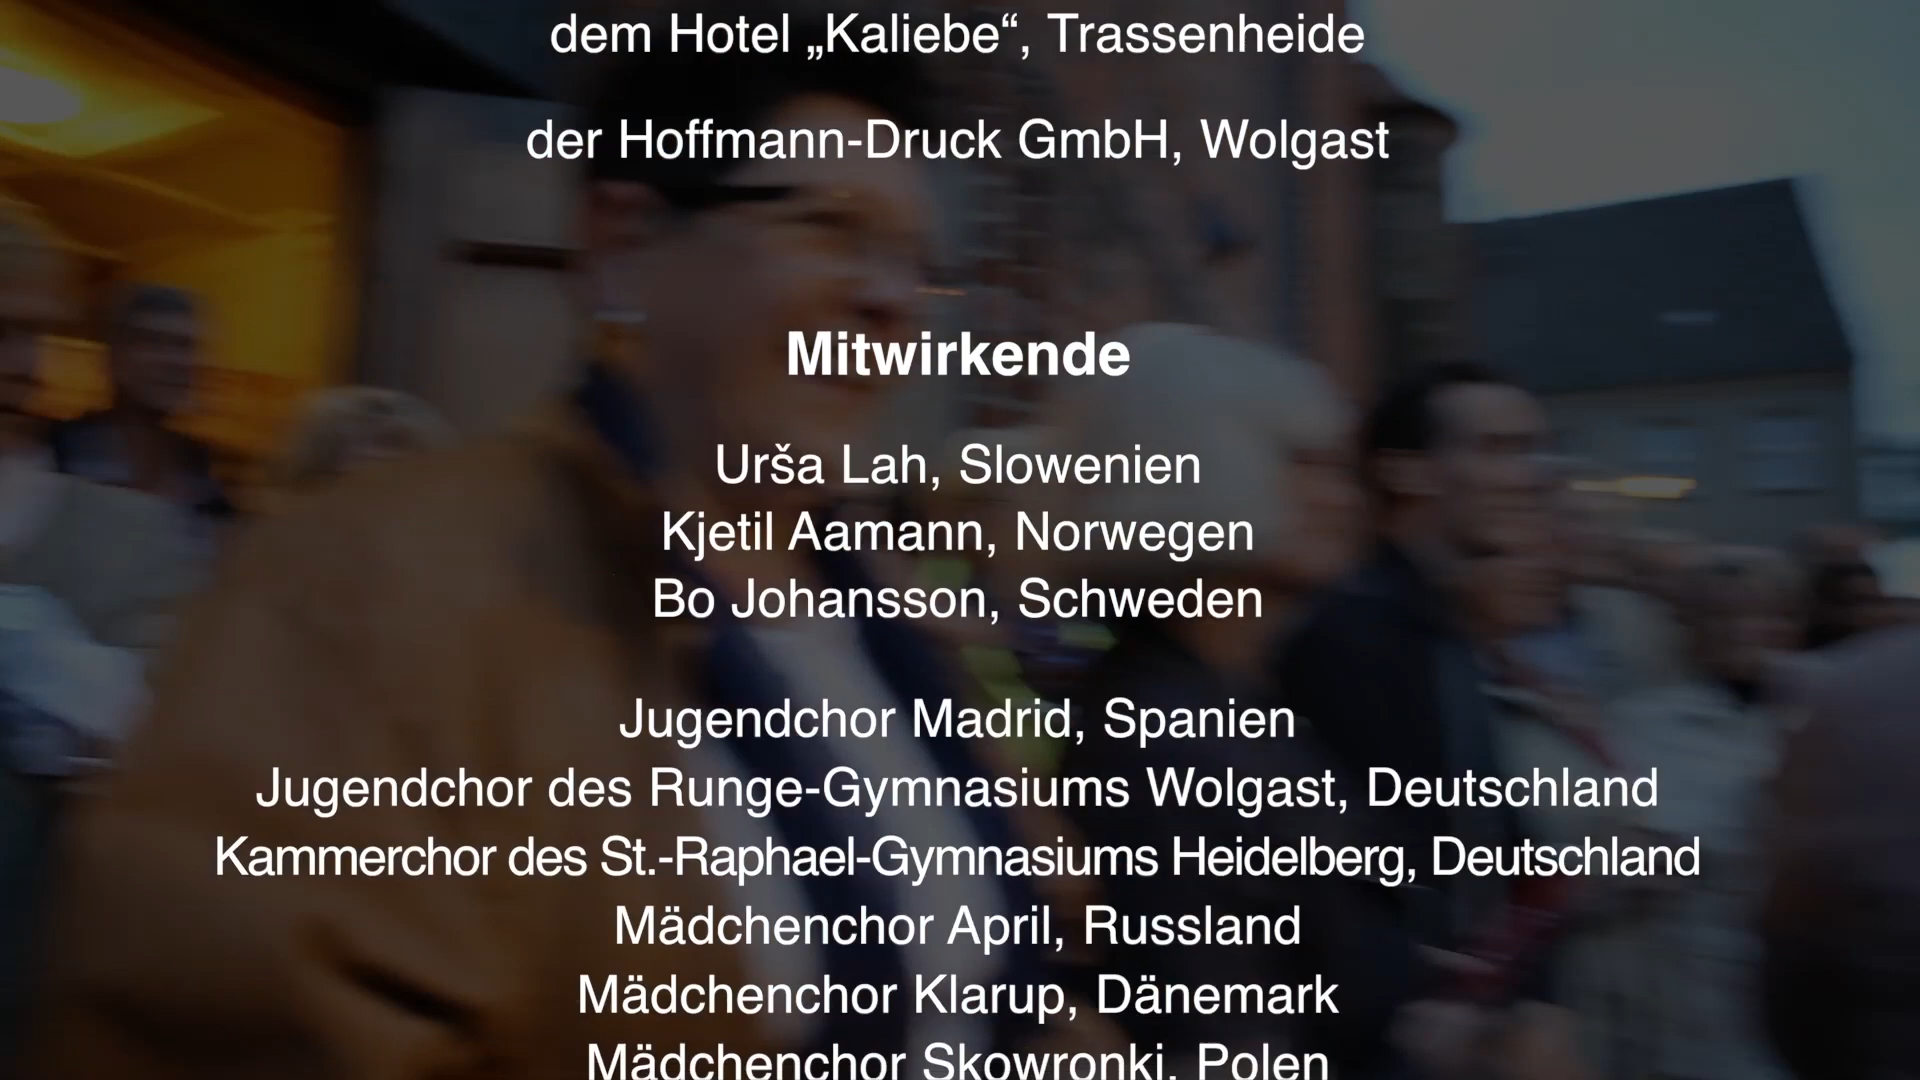 dem Hotel „Kaliebe“, Trassenheide
der Hoffmann-Druck GmbH, Wolgast
Mitwirkende
Urša Lah, Slowenien
Kjetil Aamann, Norwegen
Bo Johansson, Schweden
Jugendchor Madrid, Spanien
Jugendchor des Runge-Gymnasiums Wolgast, Deutschland
Kammerchor des St.-Raphael-Gymnasiums Heidelberg, Deutschland
Mädchenchor April, Russland
Mädchenchor Klarup, Dänemark
Mädchenchor Skowronki, Polen